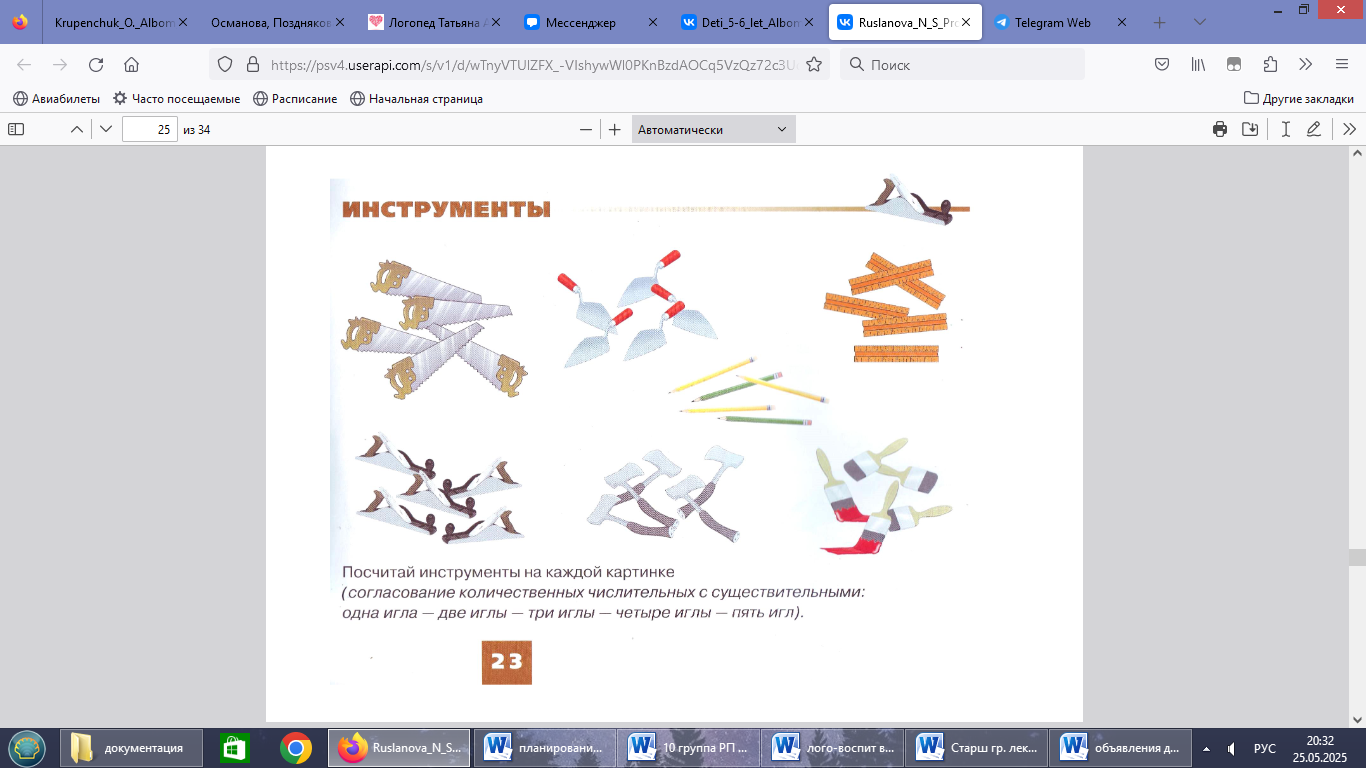 Krupenchuk_O._Albom
Османова, Поздняков
Логопед Татьяна А
Мессенджер
Deti_5-6_let_Albom
Ruslanova_N_S_Pro
Telegram Web
https://psv4.userapi.com/s/v1/d/wTnyVTUlZFX_-VIshywWl0PKnBzdAOCq5VzQz72c3U
Поиск
Авиабилеты
Часто посещаемые
Расписание
Начальная страница
Другие закладки
25 из 34
Автоматически
ИНСТРУМЕНТЫ
Посчитай инструменты на каждой картинке
(согласование количественных числительных с существительными:
одна игла — две иглы — три иглы — четыре иглы — пять игл).
23
документация
Ruslanova_N_S...
планировани...
10 группа РП ...
лого-воспит в...
Старш гр. лек...
объявления д...
РУС
20:32
25.05.2025